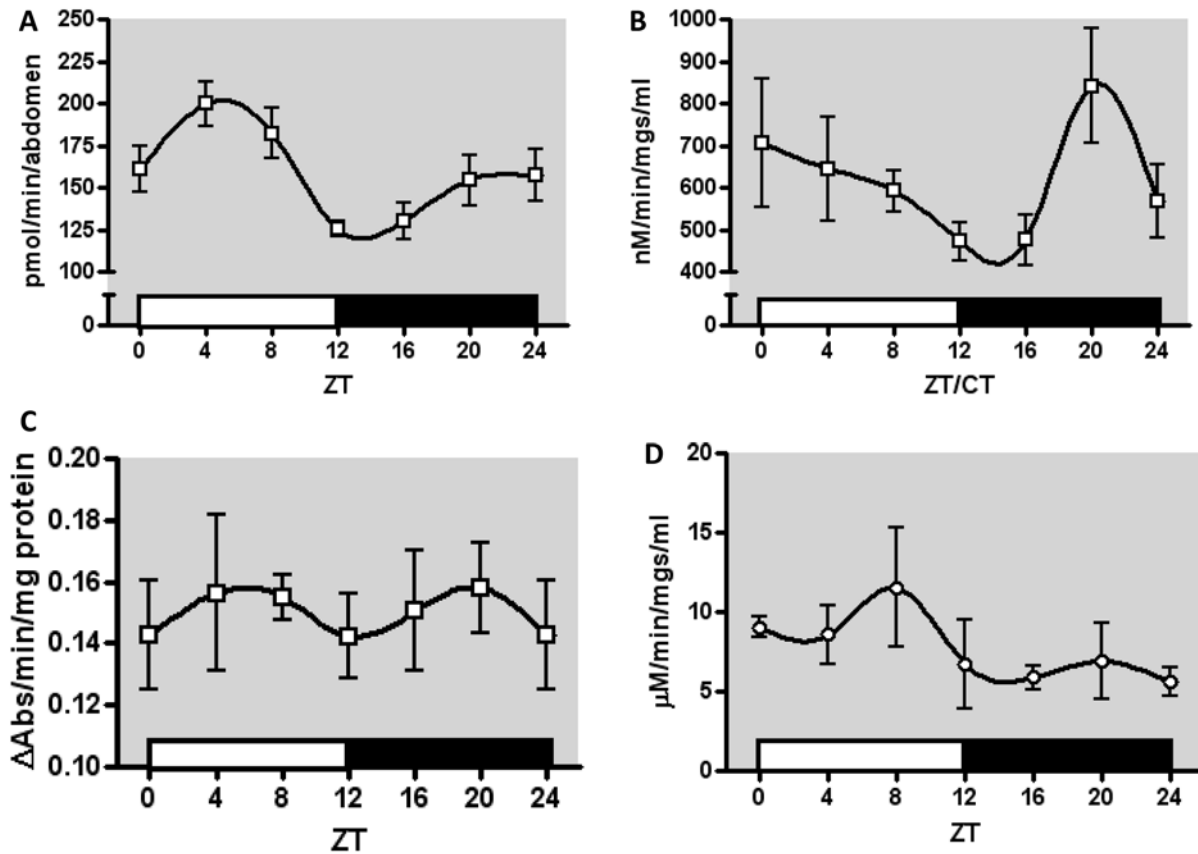 A
pmol/min/abdomen
250
225
200
175
150
125
100
0
0 4 8 12 16 20 24
ZT
B
nM/min/mgs/ml
1000
900
800
700
600
500
400
0
0 4 8 12 16 20 24
ZT/CT
C
ΔAbs/min/mg protein
0.20
0.18
0.16
0.14
0.12
0.10
0 4 8 12 16 20 24
ZT
D
µM/min/mgs/ml
20
15
10
5
0
0 4 8 12 16 20 24
ZT